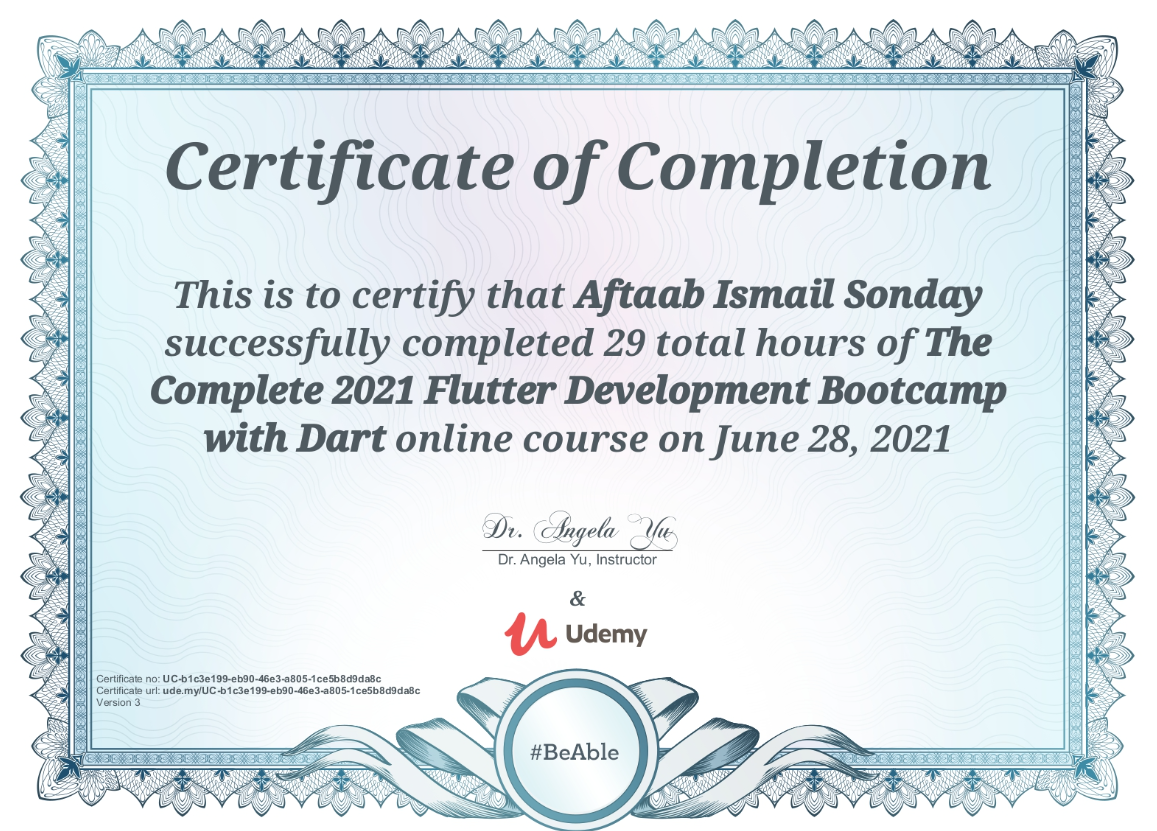 Certificate of Completion
This is to certify that Aftaab Ismail Sonday
successfully completed 29 total hours of The
Complete 2021 Flutter Development Bootcamp
with Dart online course on June 28, 2021
Dr. Angela Yu
Dr. Angela Yu, Instructor
&
Udemy
Certificate no: UC-b1c3e199-eb90-46e3-a805-1ce5b8d9da8c
Certificate url: ude.my/UC-b1c3e199-eb90-46e3-a805-1ce5b8d9da8c
Version 3
#BeAble